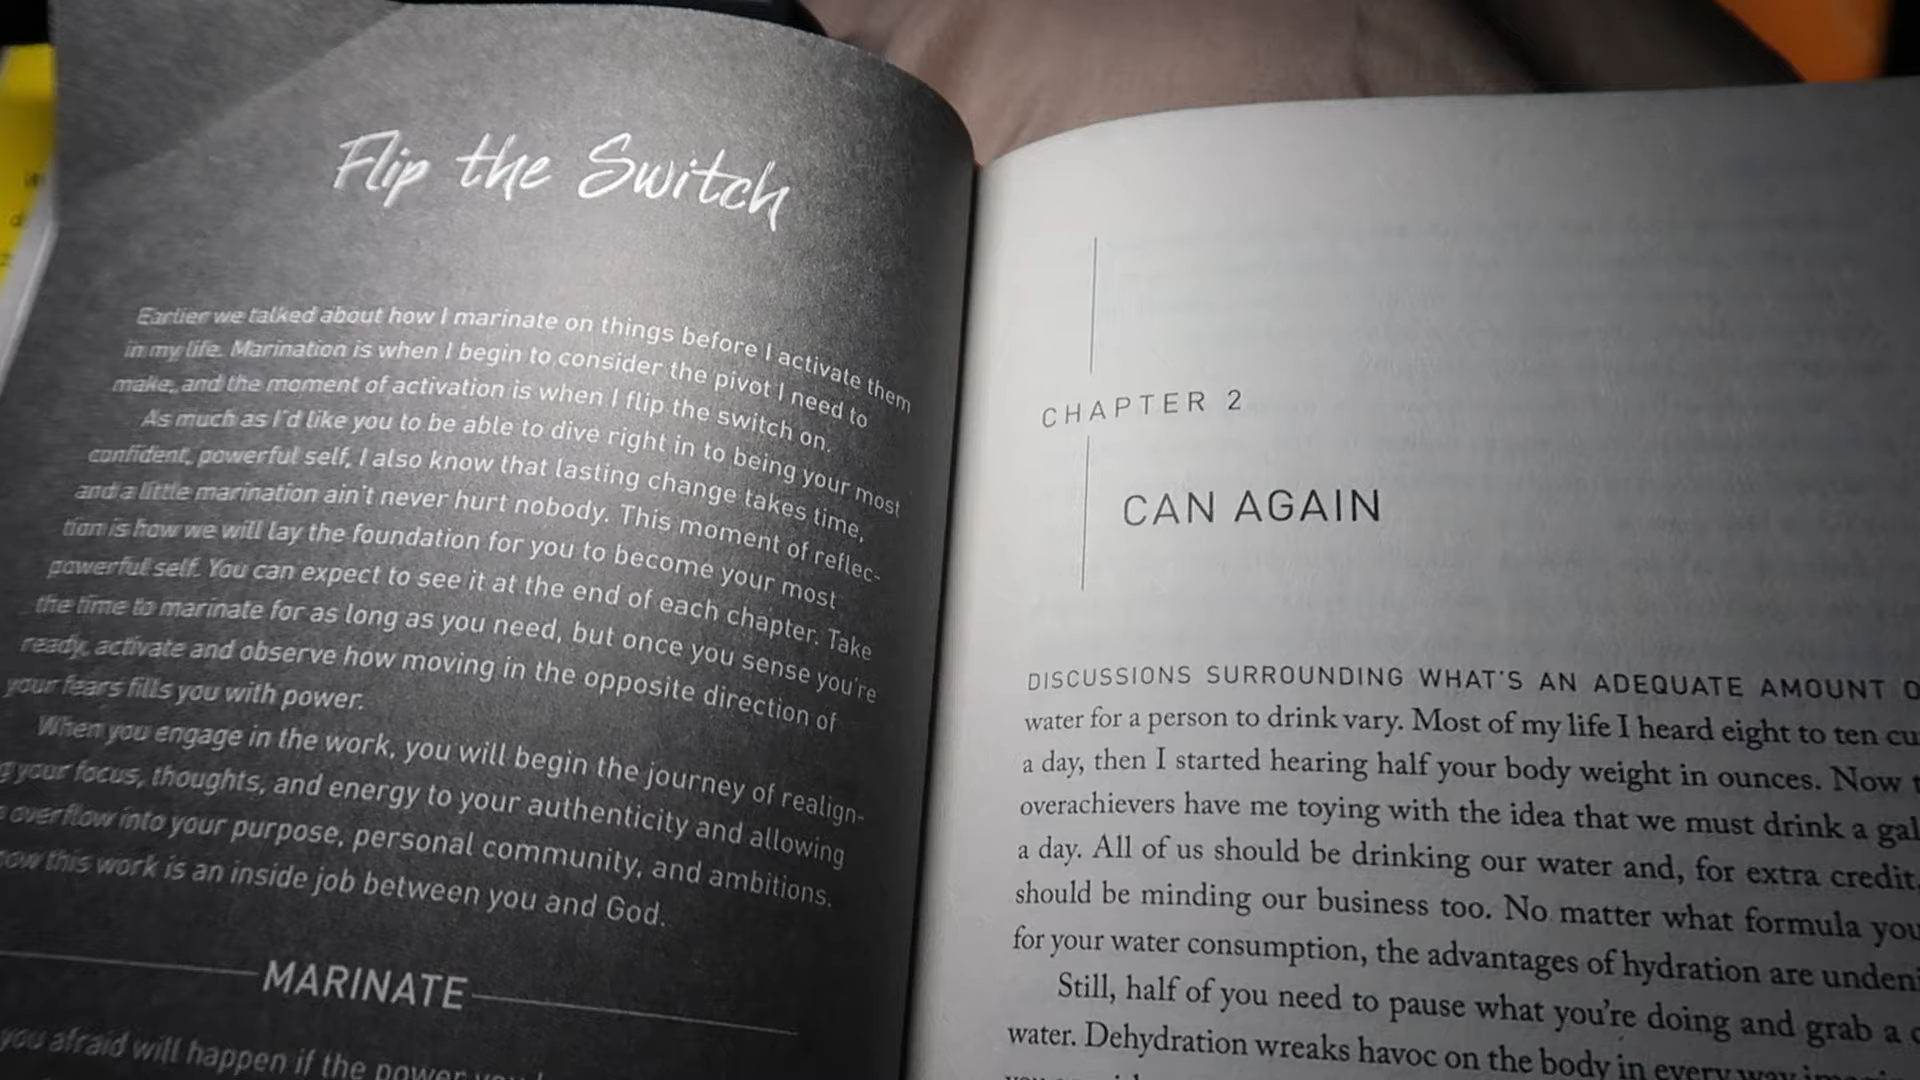 Flip the Switch
Earlier we talked about how I marinate on things before I activate them
in my life. Marination is when I begin to consider the pivot I need to
make, and the moment of activation is when I flip the switch on.
As much as I'd like you to be able to dive right in to being your most
confident, powerful self, I also know that lasting change takes time,
and a little marination ain't never hurt nobody. This moment of reflec-
tion is how we will lay the foundation for you to become your most
powerful self. You can expect to see it at the end of each chapter. Take
the time to marinate for as long as you need, but once you sense you're
ready, activate and observe how moving in the opposite direction of
your fears fills you with power.
When you engage in the work, you will begin the journey of realign-
your focus, thoughts, and energy to your authenticity and allowing
overflow into your purpose, personal community, and ambitions.
this work is an inside job between you and God.
MARINATE
you afraid will happen if the power
CHAPTER 2
CAN AGAIN
DISCUSSIONS SURROUNDING WHAT'S AN ADEQUATE AMOUNT
water for a person to drink vary. Most of my life I heard eight to ten
a day, then I started hearing half your body weight in ounces. Now
overachievers have me toying with the idea that we must drink a
a day. All of us should be drinking our water and, for extra credit,
should be minding our business too. No matter what formula
for your water consumption, the advantages of hydration are
Still, half of you need to pause what you're doing and grab a
water. Dehydration wreaks havoc on the body in every way